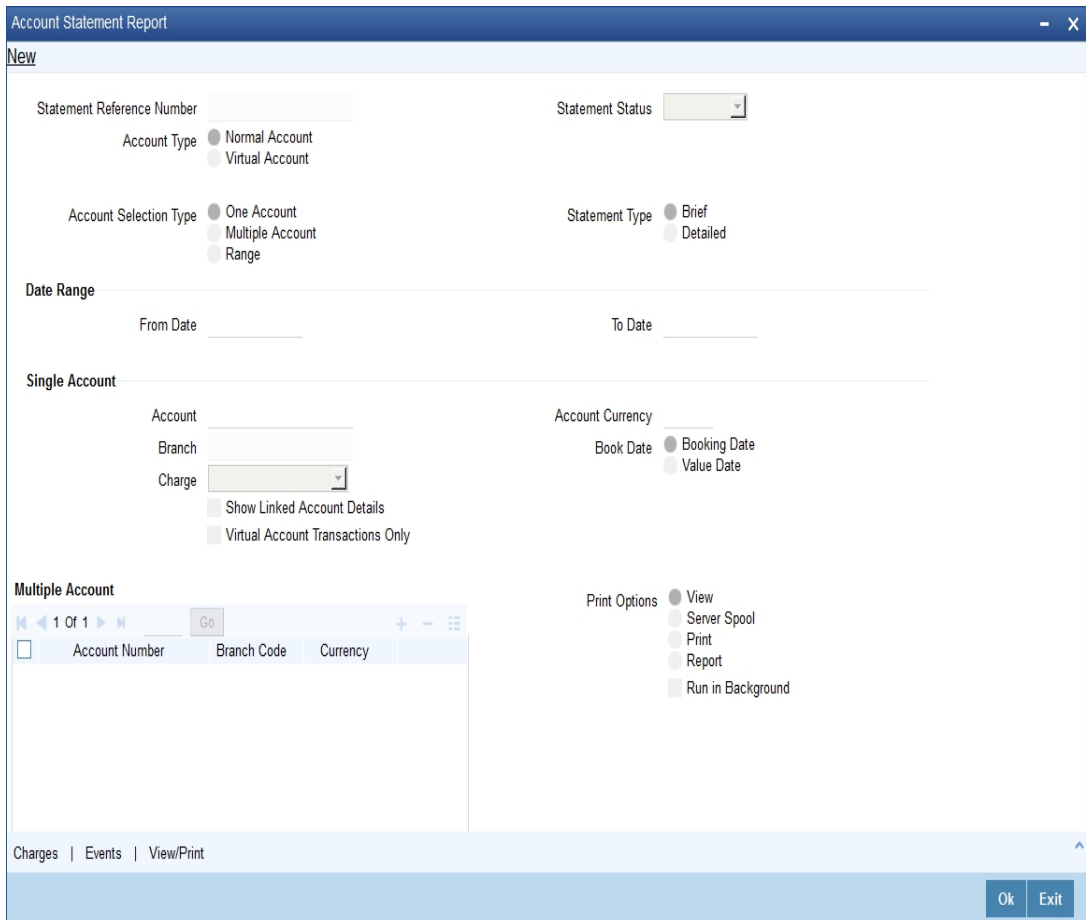 Account Statement Report
New
Statement Reference Number
Statement Status
Account Type
Normal Account
Virtual Account
Account Selection Type
One Account
Multiple Account
Range
Statement Type
Brief
Detailed
Date Range
From Date
To Date
Single Account
Account
Account Currency
Branch
Book Date
Booking Date
Value Date
Charge
Show Linked Account Details
Virtual Account Transactions Only
Multiple Account
1 Of 1
Go
Account Number Branch Code Currency
Print Options
View
Server Spool
Print
Report
Run in Background
Charges | Events | View/Print
Ok Exit